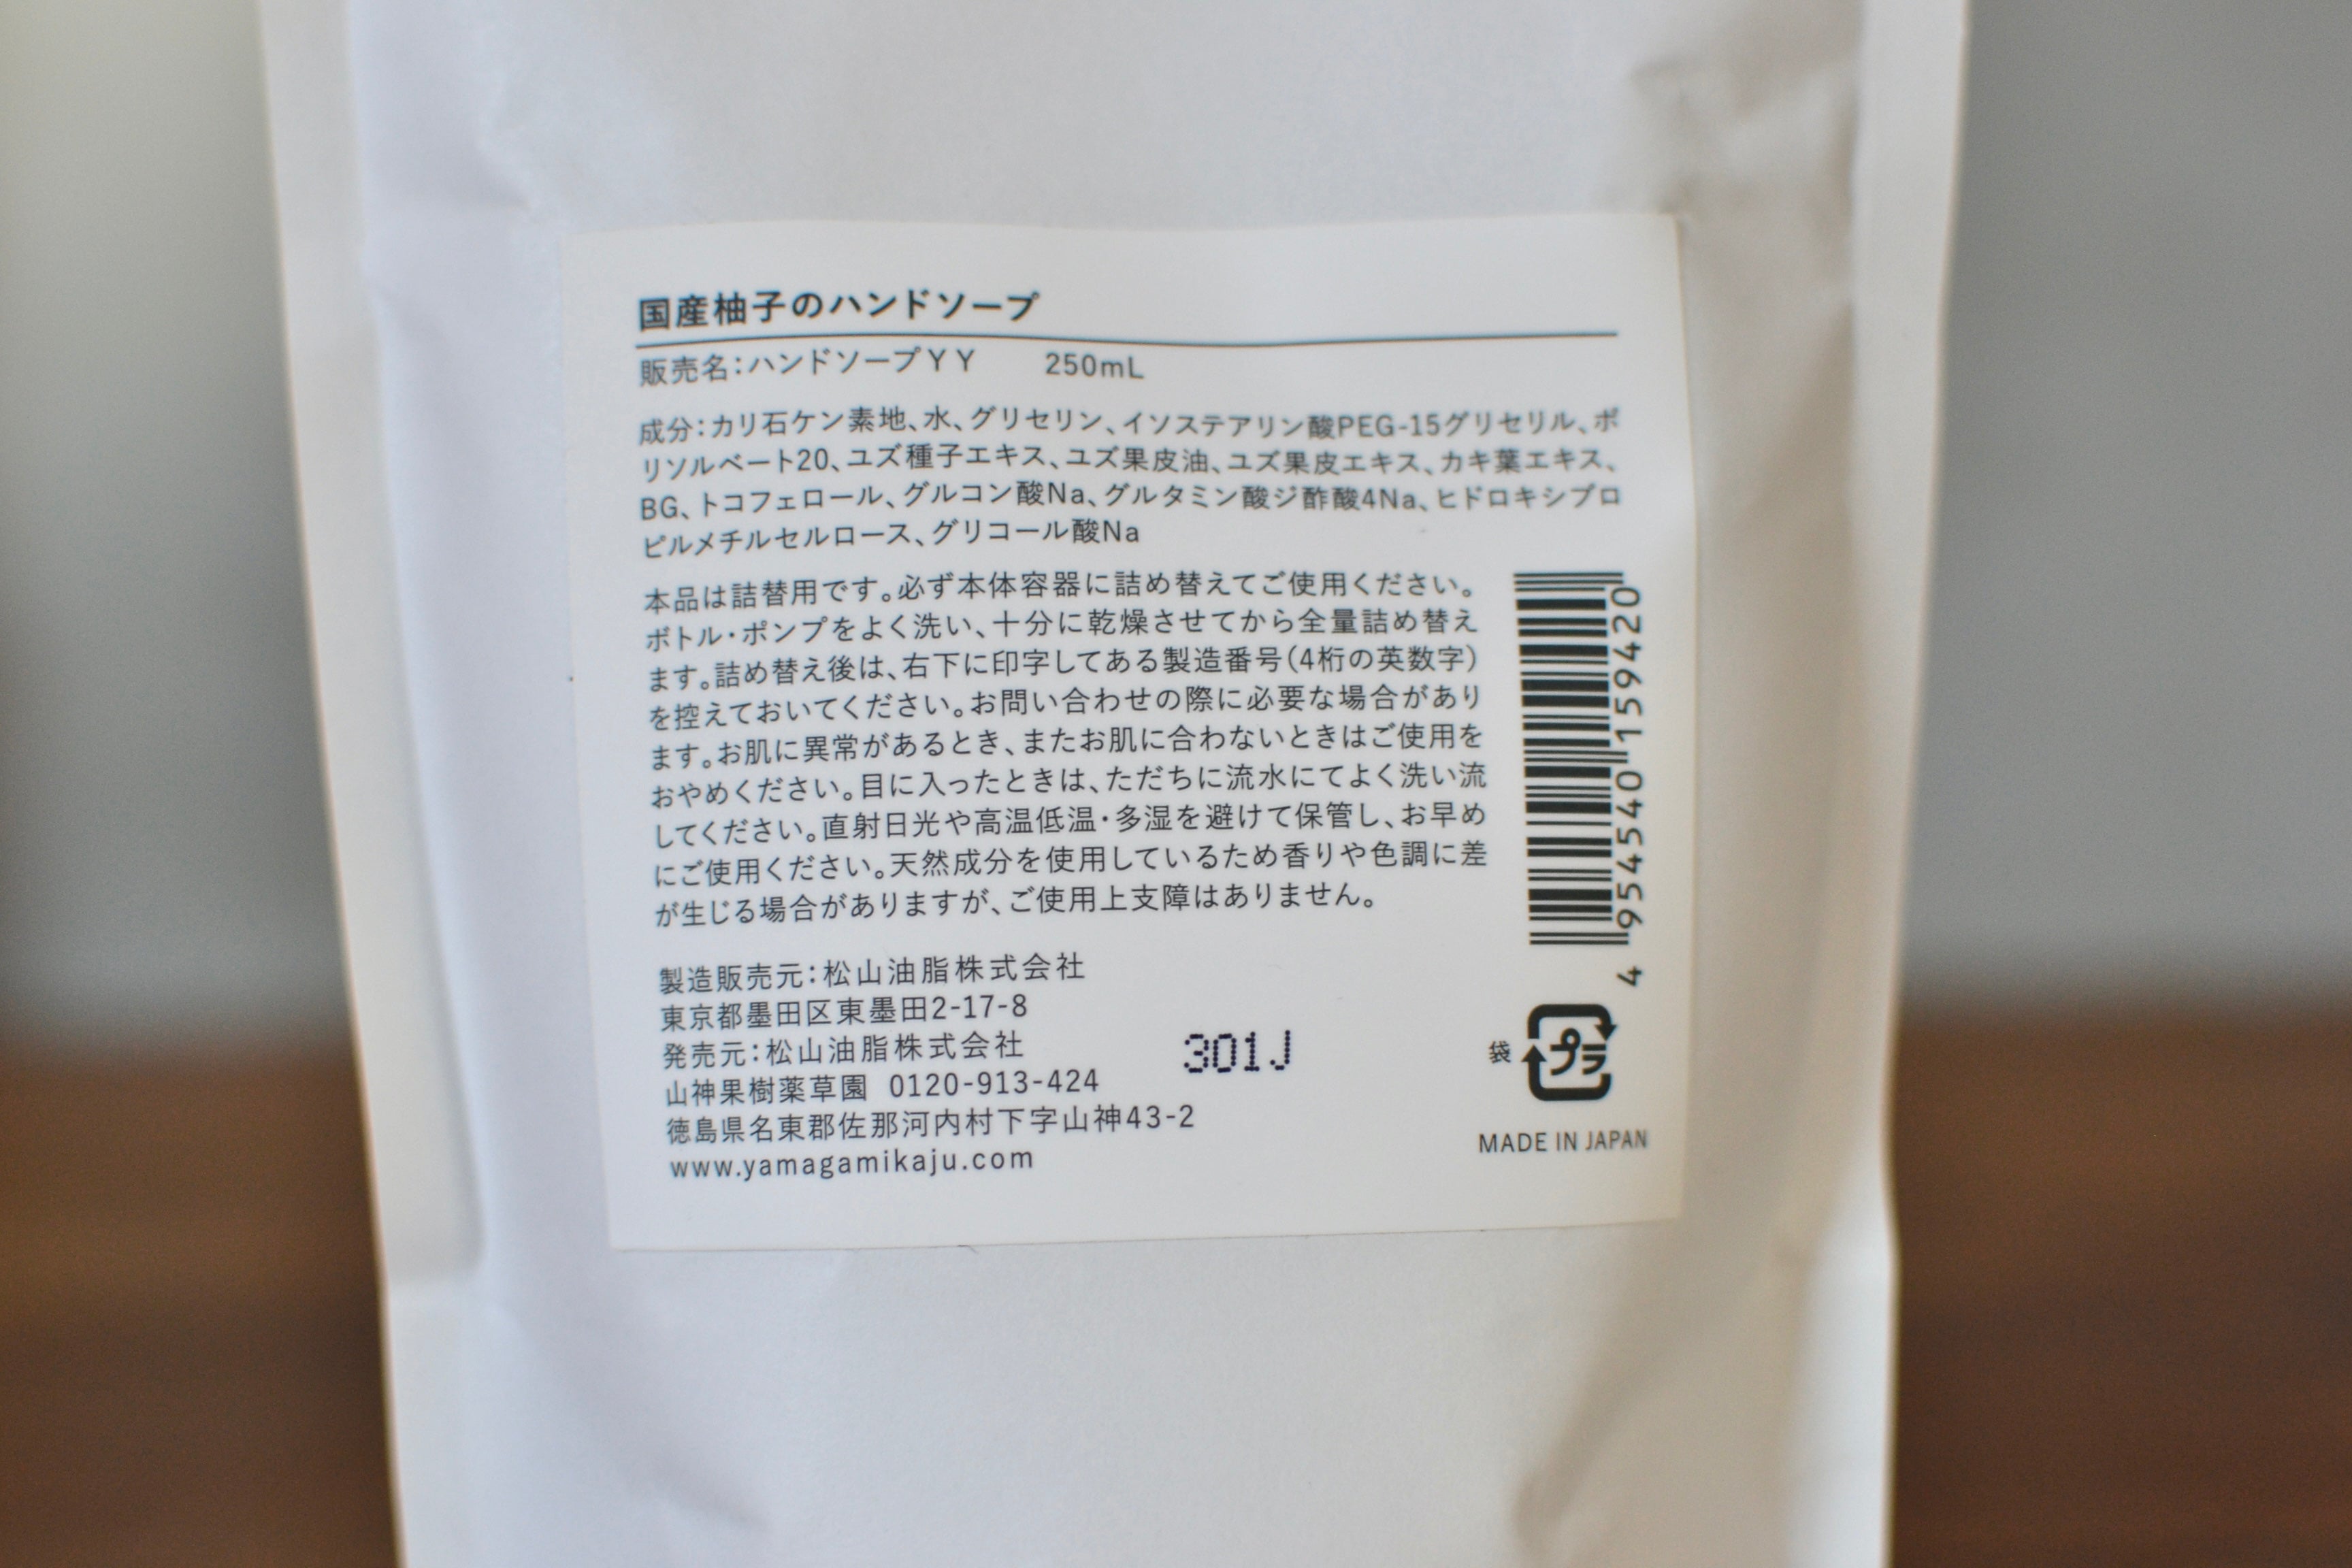 国産柚子のハンドソープ
販売名：ハンドソープＹＹ　250mL
成分：カリ石ケン素地、水、グリセリン、イソステアリン酸PEG-15グリセリル、ポ
リソルベート20、ユズ種子エキス、ユズ果皮油、ユズ果皮エキス、カキ葉エキス、
BG、トコフェロール、グルコン酸Na、グルタミン酸ジ酢酸4Na、ヒドロキシプロ
ピルメチルセルロース、グリコール酸Na
本品は詰替用です。必ず本体容器に詰め替えてご使用ください。
ボトル・ポンプをよく洗い、十分に乾燥させてから全量詰め替え
ます。詰め替え後は、右下に印字してある製造番号（4桁の英数字）
を控えておいてください。お問い合わせの際に必要な場合があり
ます。お肌に異常があるとき、またお肌に合わないときはご使用を
おやめください。目に入ったときは、ただちに流水にてよく洗い流
してください。直射日光や高温低温・多湿を避けて保管し、お早め
にご使用ください。天然成分を使用しているため香りや色調に差
が生じる場合がありますが、ご使用上支障はありません。
製造販売元：松山油脂株式会社
東京都墨田区東墨田2-17-8
発売元：松山油脂株式会社
山神果樹薬草園 0120-913-424
徳島県名東郡佐那河内村下字山神43-2
www.yamagamikaju.com
301J
4 954540 159420
袋 プラ
MADE IN JAPAN